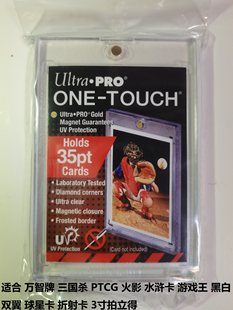 Ultra•PRO®
ONE-TOUCH®
Ultra•PRO Gold
Magnet Guarantees
UV Protection
Holds
35pt
Cards
• Laboratory Tested
• Diamond corners
• Ultra clear
• Magnetic closure
• Frosted border
(Card not included)
UV
PROTECTION
适合 万智牌 三国杀 PTCG 火影 水浒卡 游戏王 黑白
双翼 球星卡 折射卡 3寸拍立得